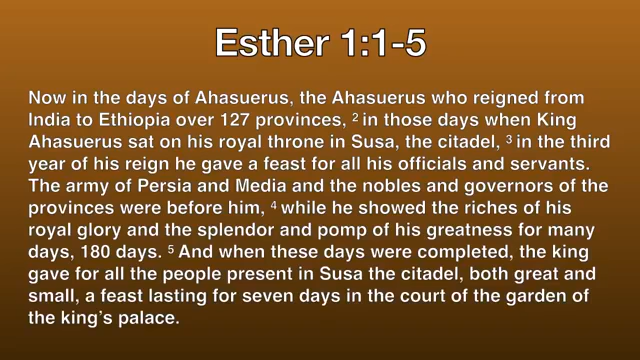 Esther 1:1-5
Now in the days of Ahasuerus, the Ahasuerus who reigned from
India to Ethiopia over 127 provinces, ² in those days when King
Ahasuerus sat on his royal throne in Susa, the citadel, ³ in the third
year of his reign he gave a feast for all his officials and servants.
The army of Persia and Media and the nobles and governors of the
provinces were before him, ⁴ while he showed the riches of his
royal glory and the splendor and pomp of his greatness for many
days, 180 days. ⁵ And when these days were completed, the king
gave for all the people present in Susa the citadel, both great and
small, a feast lasting for seven days in the court of the garden of
the king’s palace.